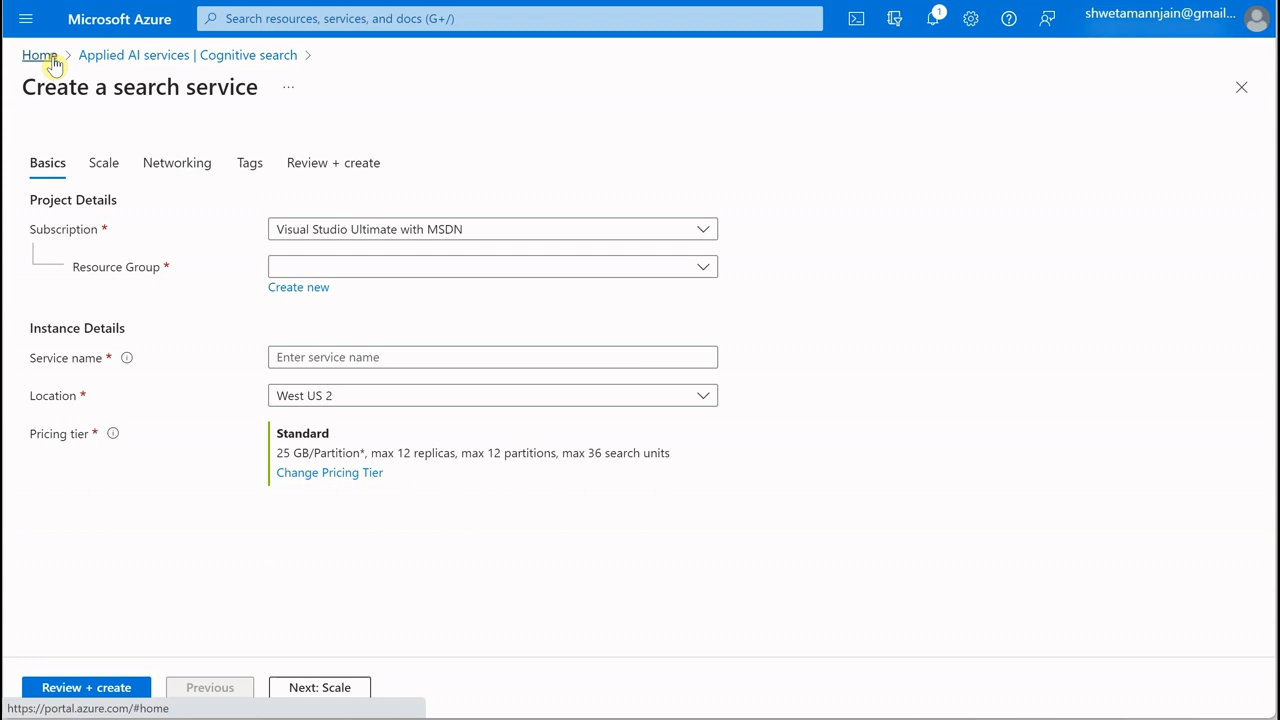 Microsoft Azure
Search resources, services, and docs (G+/)
1
shwetamannjain@gmail...
Home > Applied AI services | Cognitive search >
Create a search service ...
Basics Scale Networking Tags Review + create
Project Details
Subscription *
Visual Studio Ultimate with MSDN
Resource Group *
Create new
Instance Details
Service name *
Enter service name
Location *
West US 2
Pricing tier *
Standard
25 GB/Partition*, max 12 replicas, max 12 partitions, max 36 search units
Change Pricing Tier
Review + create Previous Next: Scale
https://portal.azure.com/#home